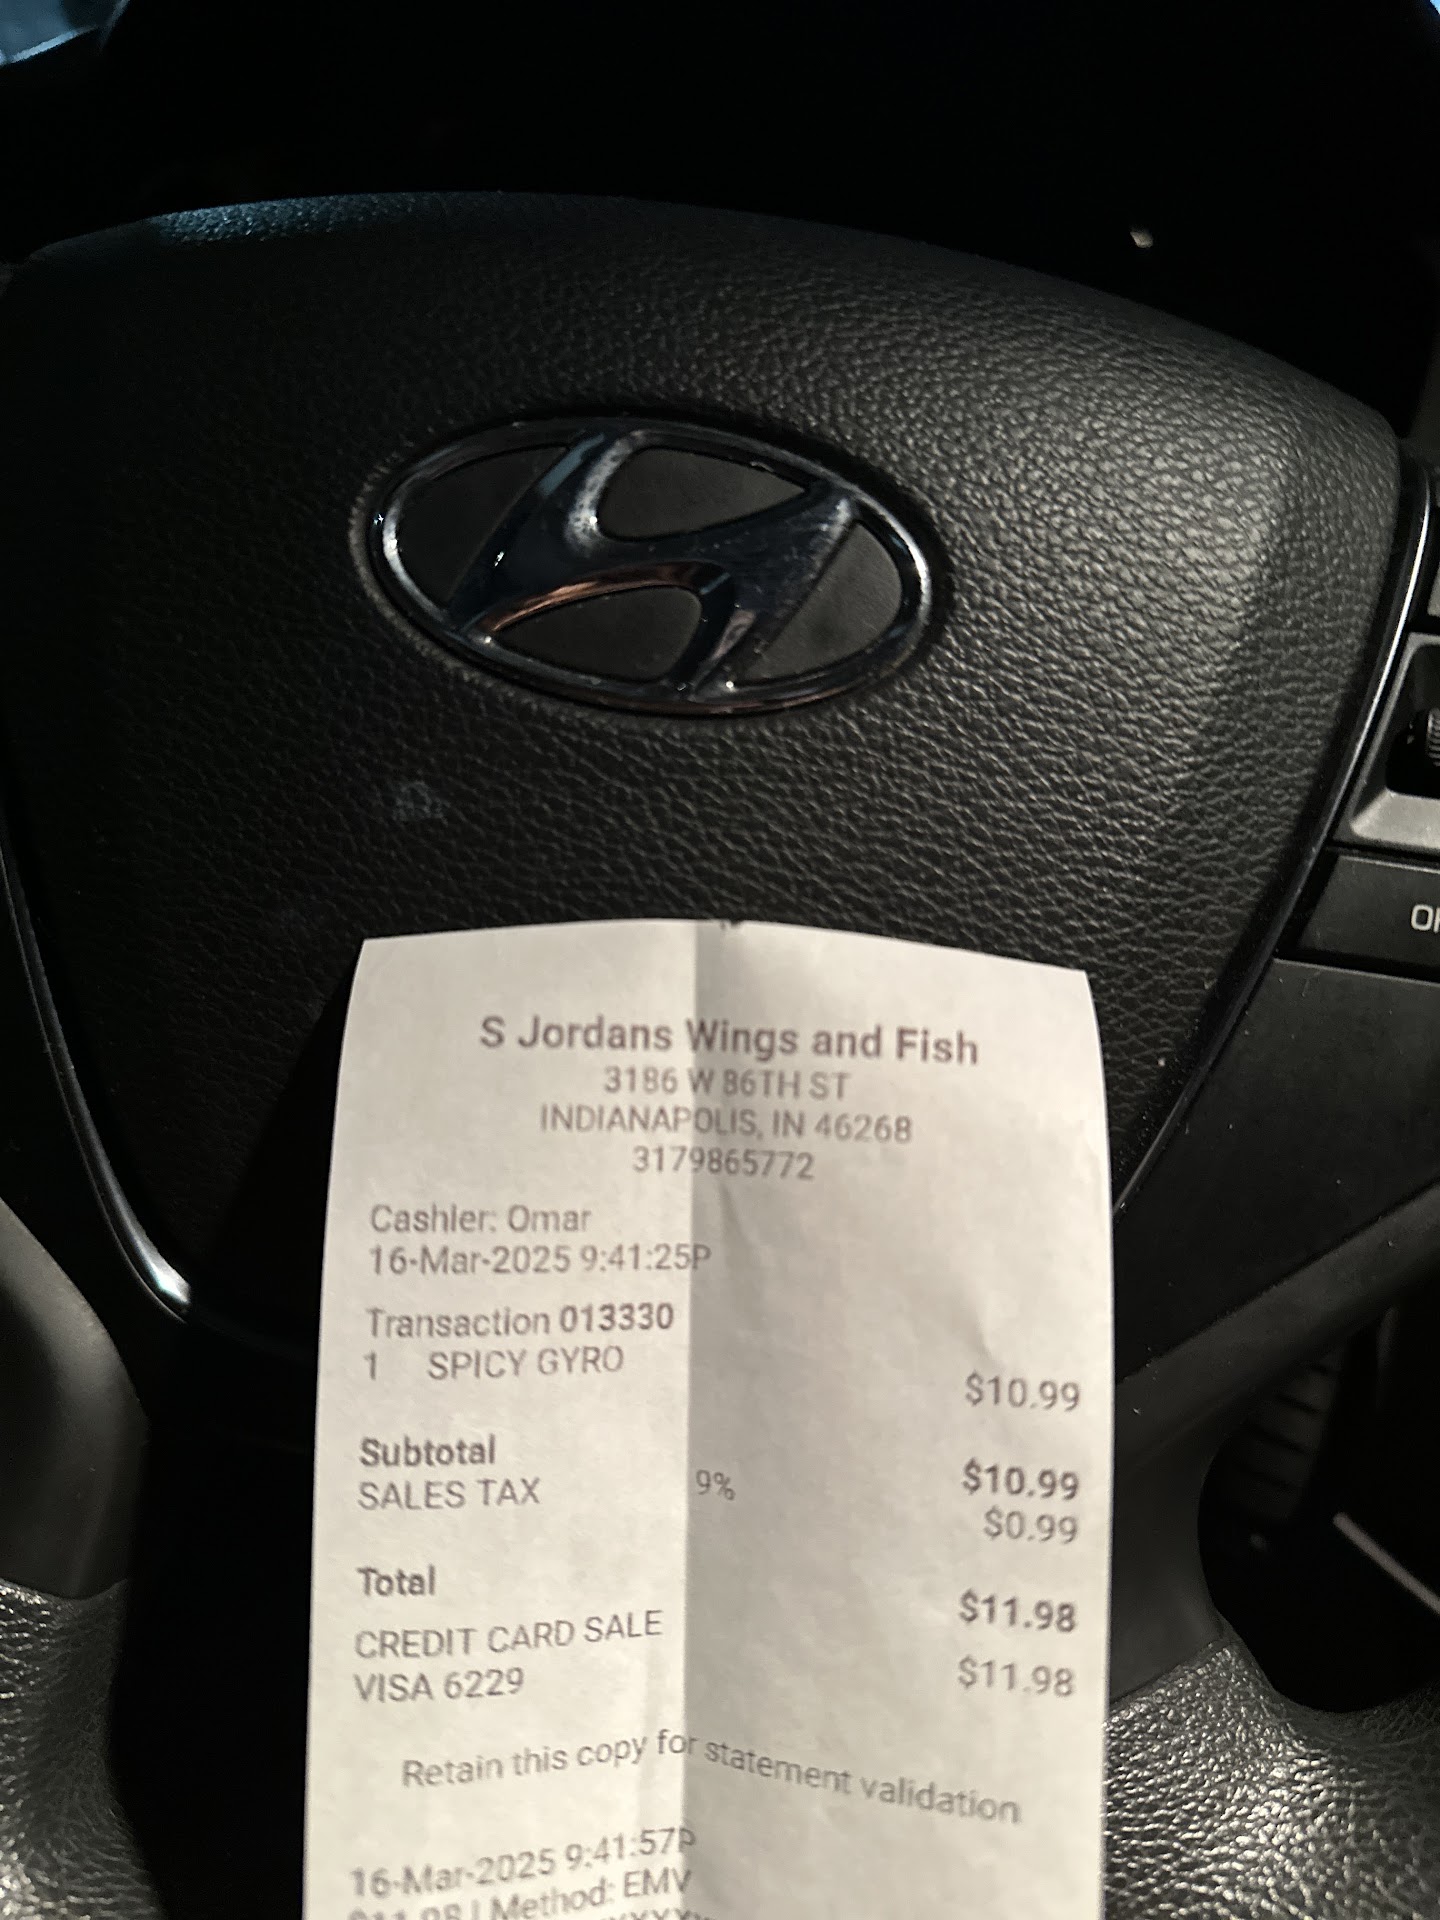 OK
S Jordans Wings and Fish
3186 W 86TH ST
INDIANAPOLIS, IN 46268
3179865772
Cashier: Omar
16-Mar-2025 9:41:25P
Transaction 013330
1 SPICY GYRO $10.99
Subtotal $10.99
SALES TAX 9% $0.99
Total $11.98
CREDIT CARD SALE $11.98
VISA 6229
Retain this copy for statement validation
16-Mar-2025 9:41:57P
$11.98 | Method: EMV